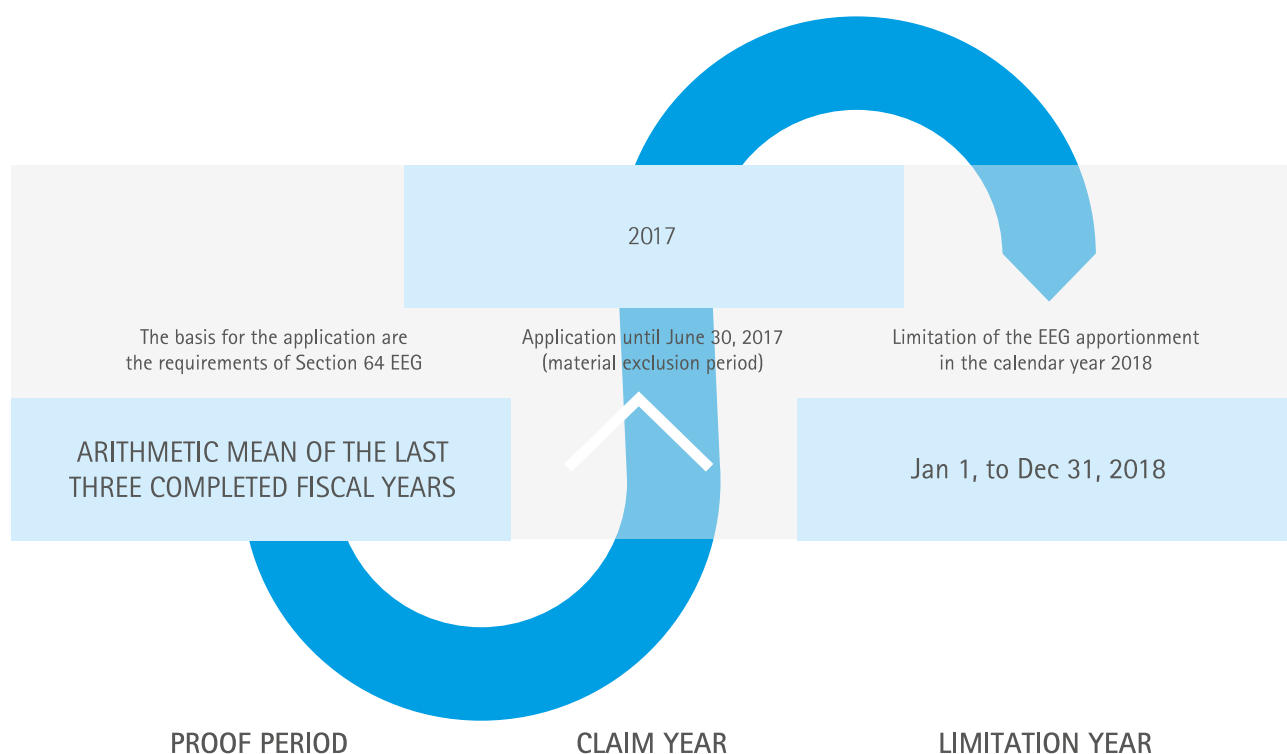 2017
The basis for the application are
the requirements of Section 64 EEG
Application until June 30, 2017
(material exclusion period)
Limitation of the EEG apportionment
in the calendar year 2018
ARITHMETIC MEAN OF THE LAST
THREE COMPLETED FISCAL YEARS
Jan 1, to Dec 31, 2018
PROOF PERIOD
CLAIM YEAR
LIMITATION YEAR